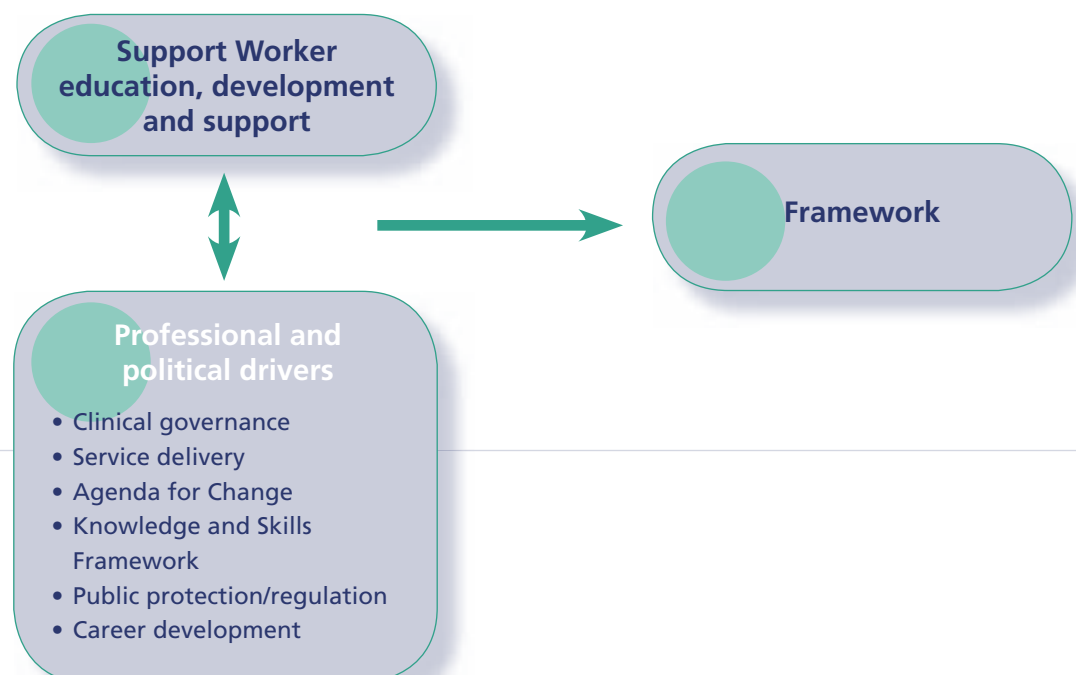 Support Worker
education, development
and support
Framework
Professional and
political drivers
• Clinical governance
• Service delivery
• Agenda for Change
• Knowledge and Skills
Framework
• Public protection/regulation
• Career development